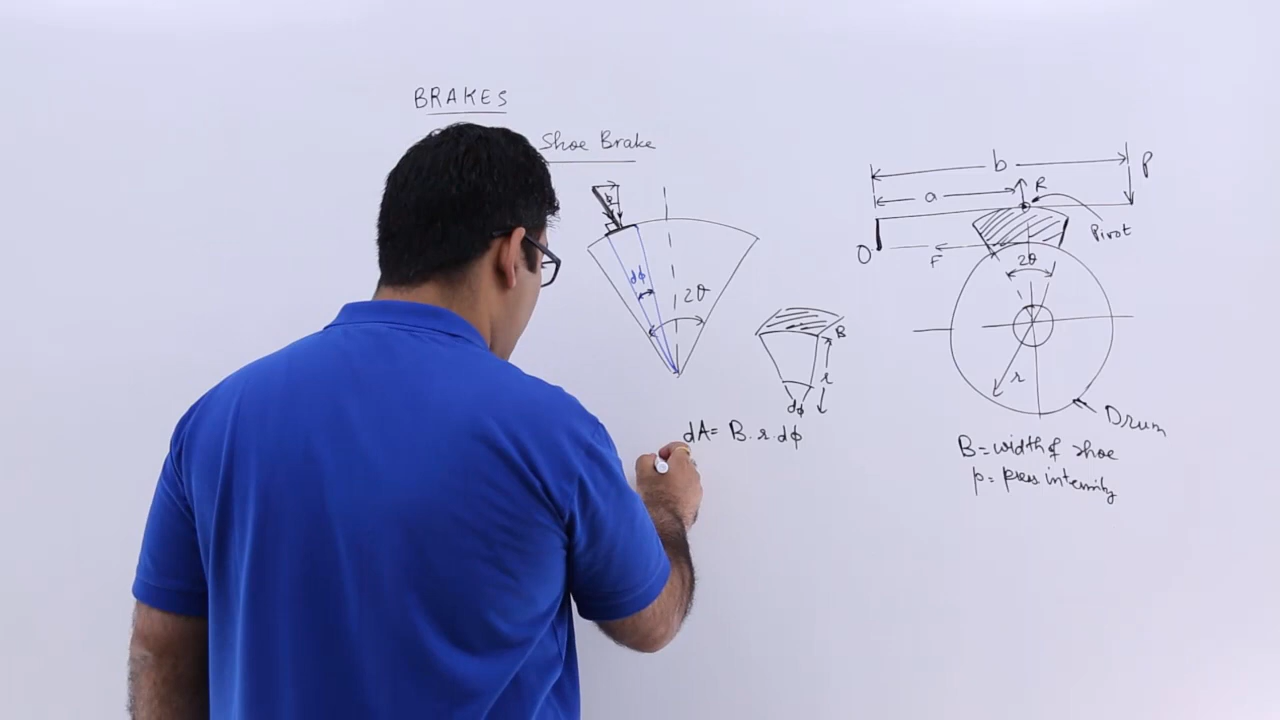 BRAKES
Shoe Brake
p
dφ
2θ
B
r
dφ
dA = B. r. dφ
b
P
a
R
Pivot
O
F
2θ
r
Drum
B = width of shoe
p = press intensity